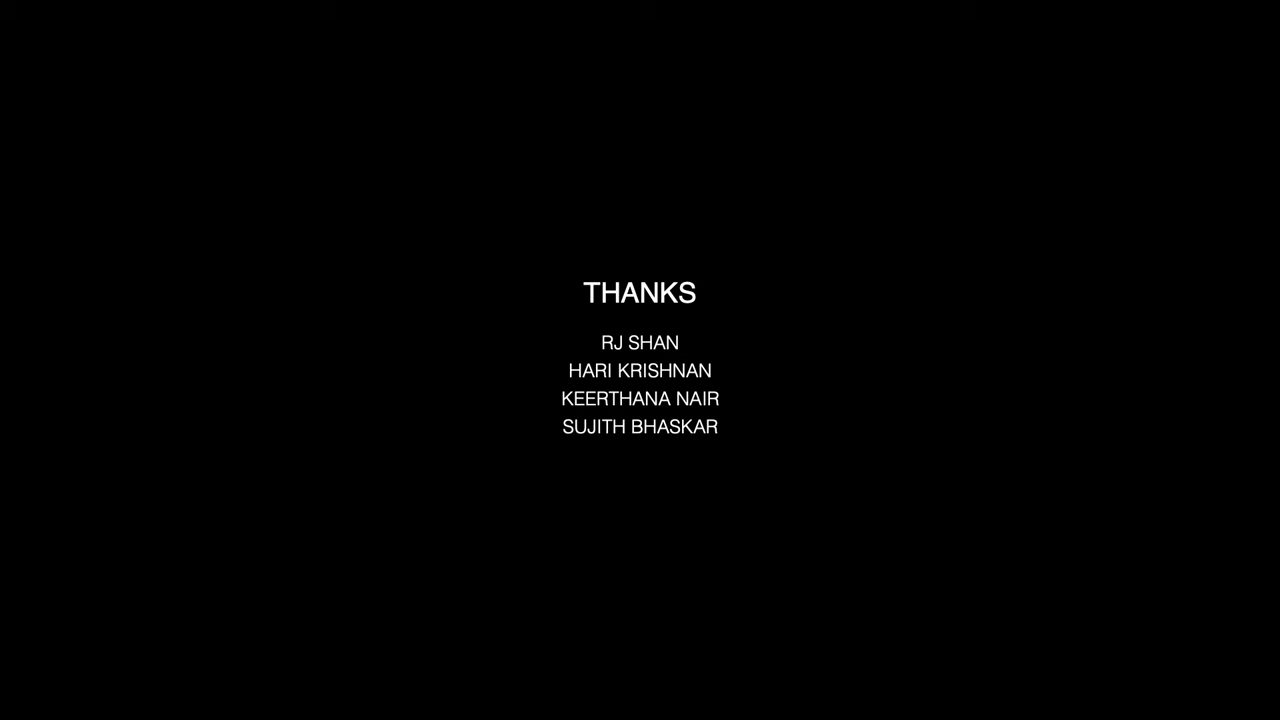 THANKS
RJ SHAN
HARI KRISHNAN
KEERTHANA NAIR
SUJITH BHASKAR